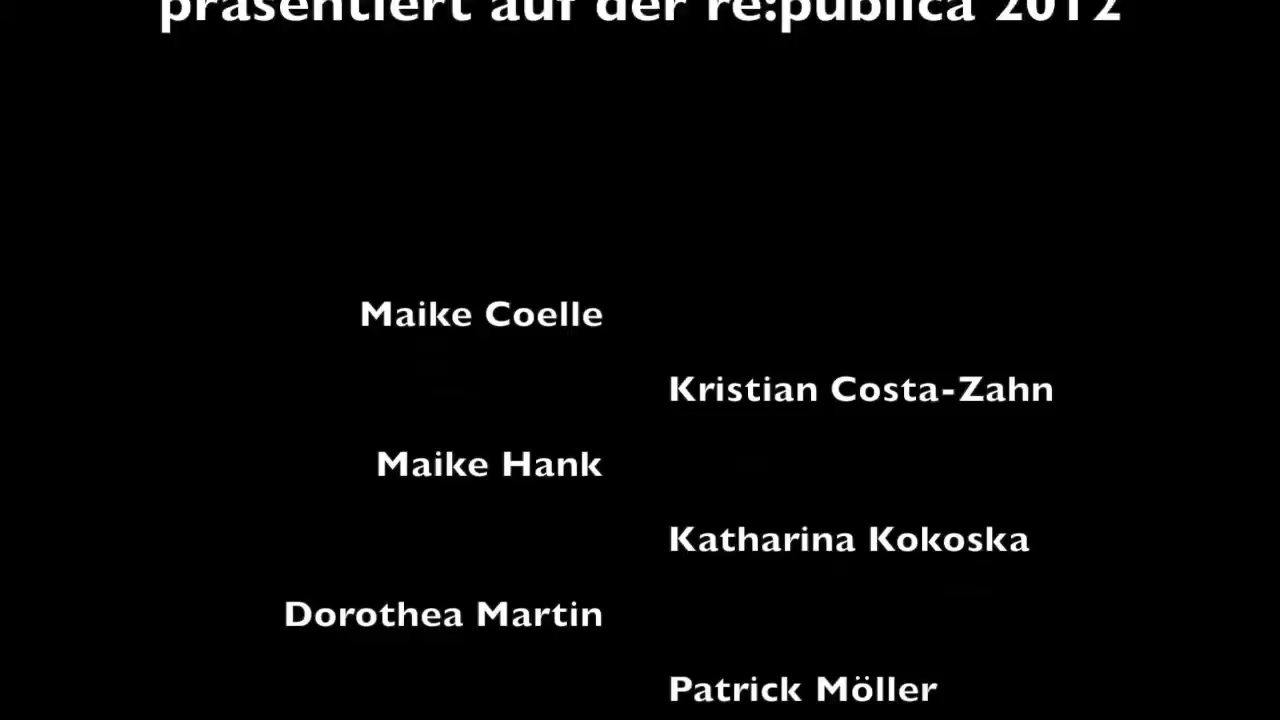 präsentiert auf der re:publica 2012
Maike Coelle
Kristian Costa-Zahn
Maike Hank
Katharina Kokoska
Dorothea Martin
Patrick Möller